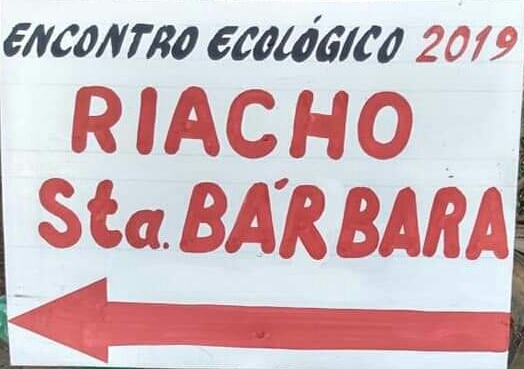 ENCONTRO ECOLÓGICO 2019
RIACHO
Sta. BÁRBARA